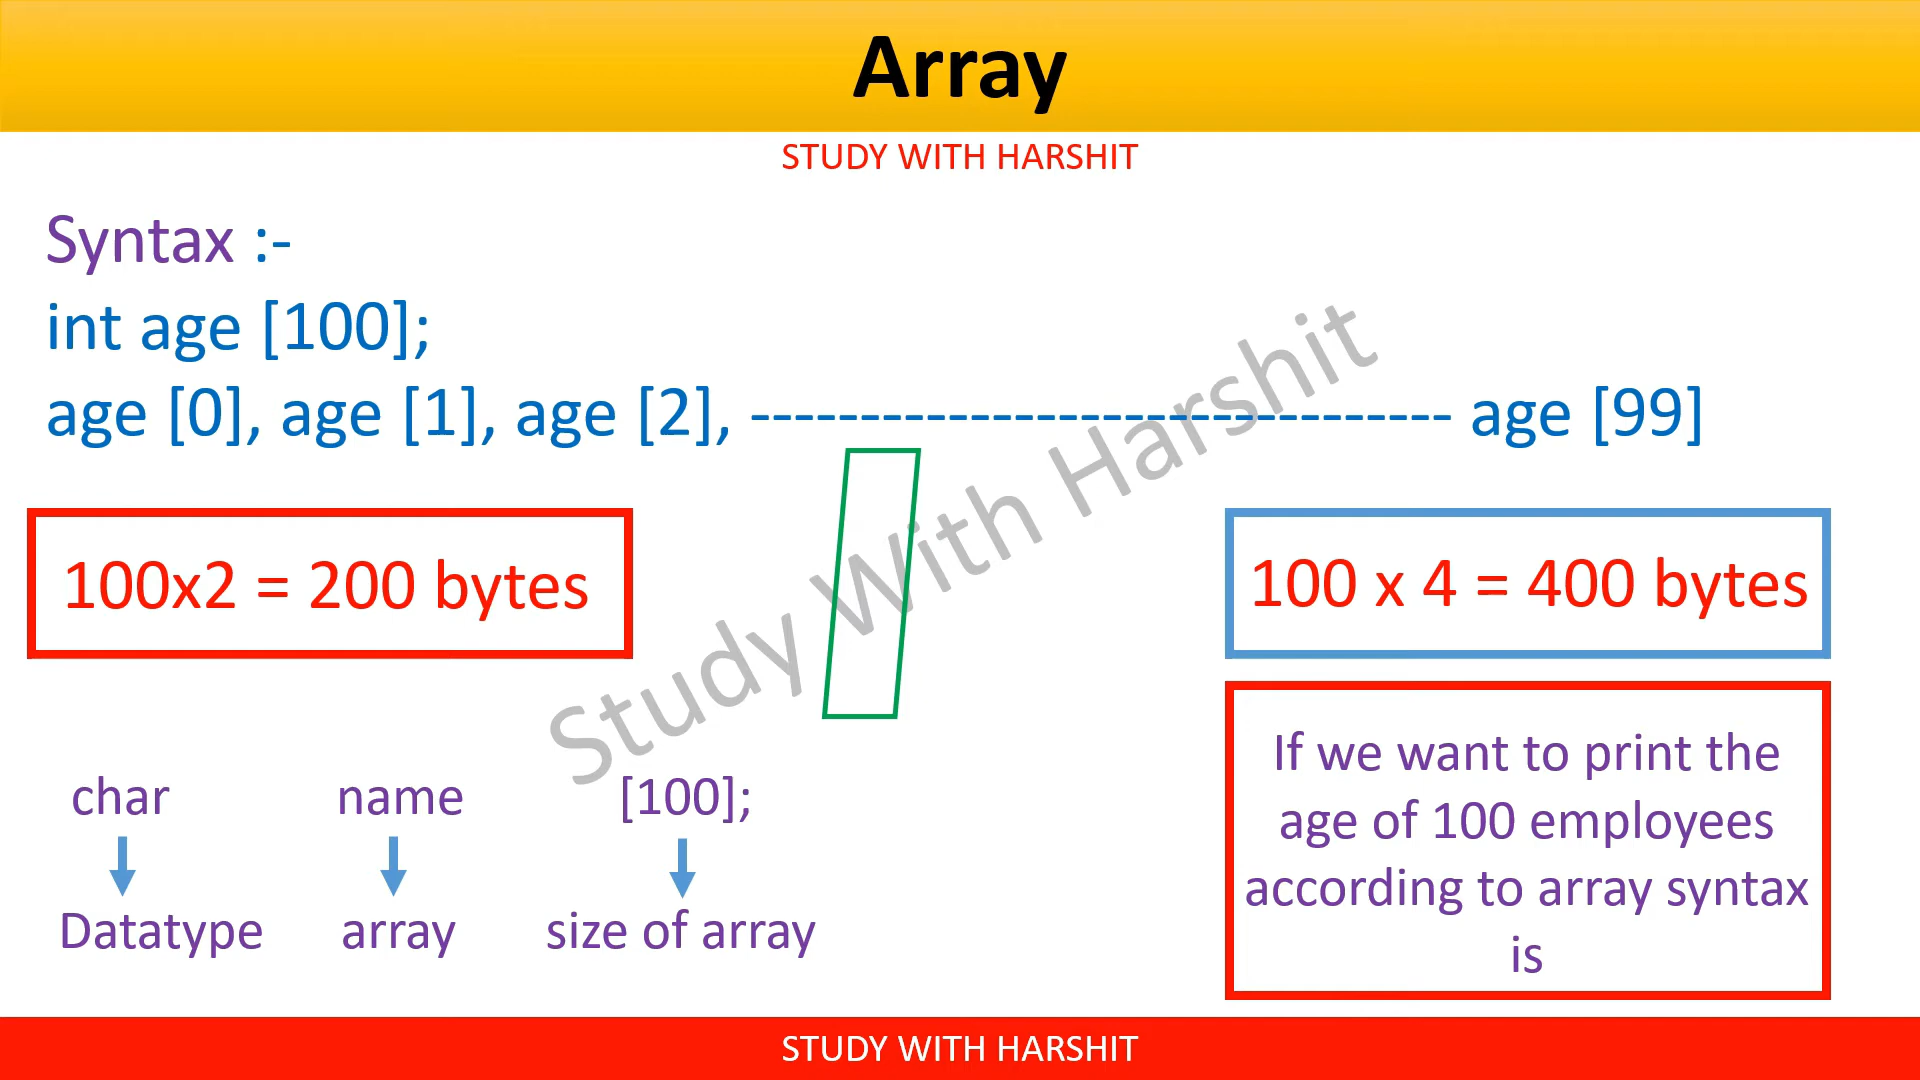 Array
STUDY WITH HARSHIT
Syntax :-
int age [100];
age [0], age [1], age [2], -------------------------------- age [99]
100x2 = 200 bytes
100 x 4 = 400 bytes
Study With Harshit
char name [100];
Datatype array size of array
If we want to print the
age of 100 employees
according to array syntax
is
STUDY WITH HARSHIT